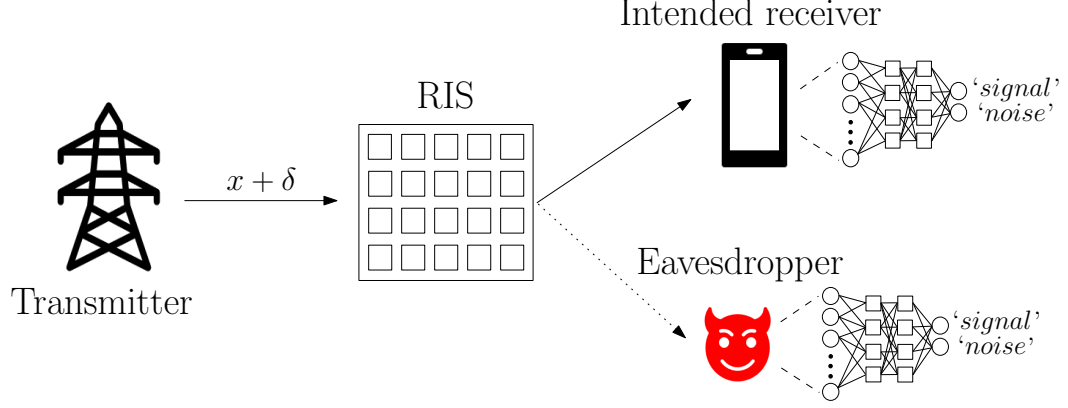 Intended receiver
RIS
‘signal’
‘noise’
x + δ
Eavesdropper
Transmitter
‘signal’
‘noise’